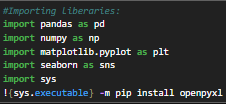 #Importing liberaries:
import pandas as pd
import numpy as np
import matplotlib.pyplot as plt
import seaborn as sns
import sys
!{sys.executable} -m pip install openpyxl